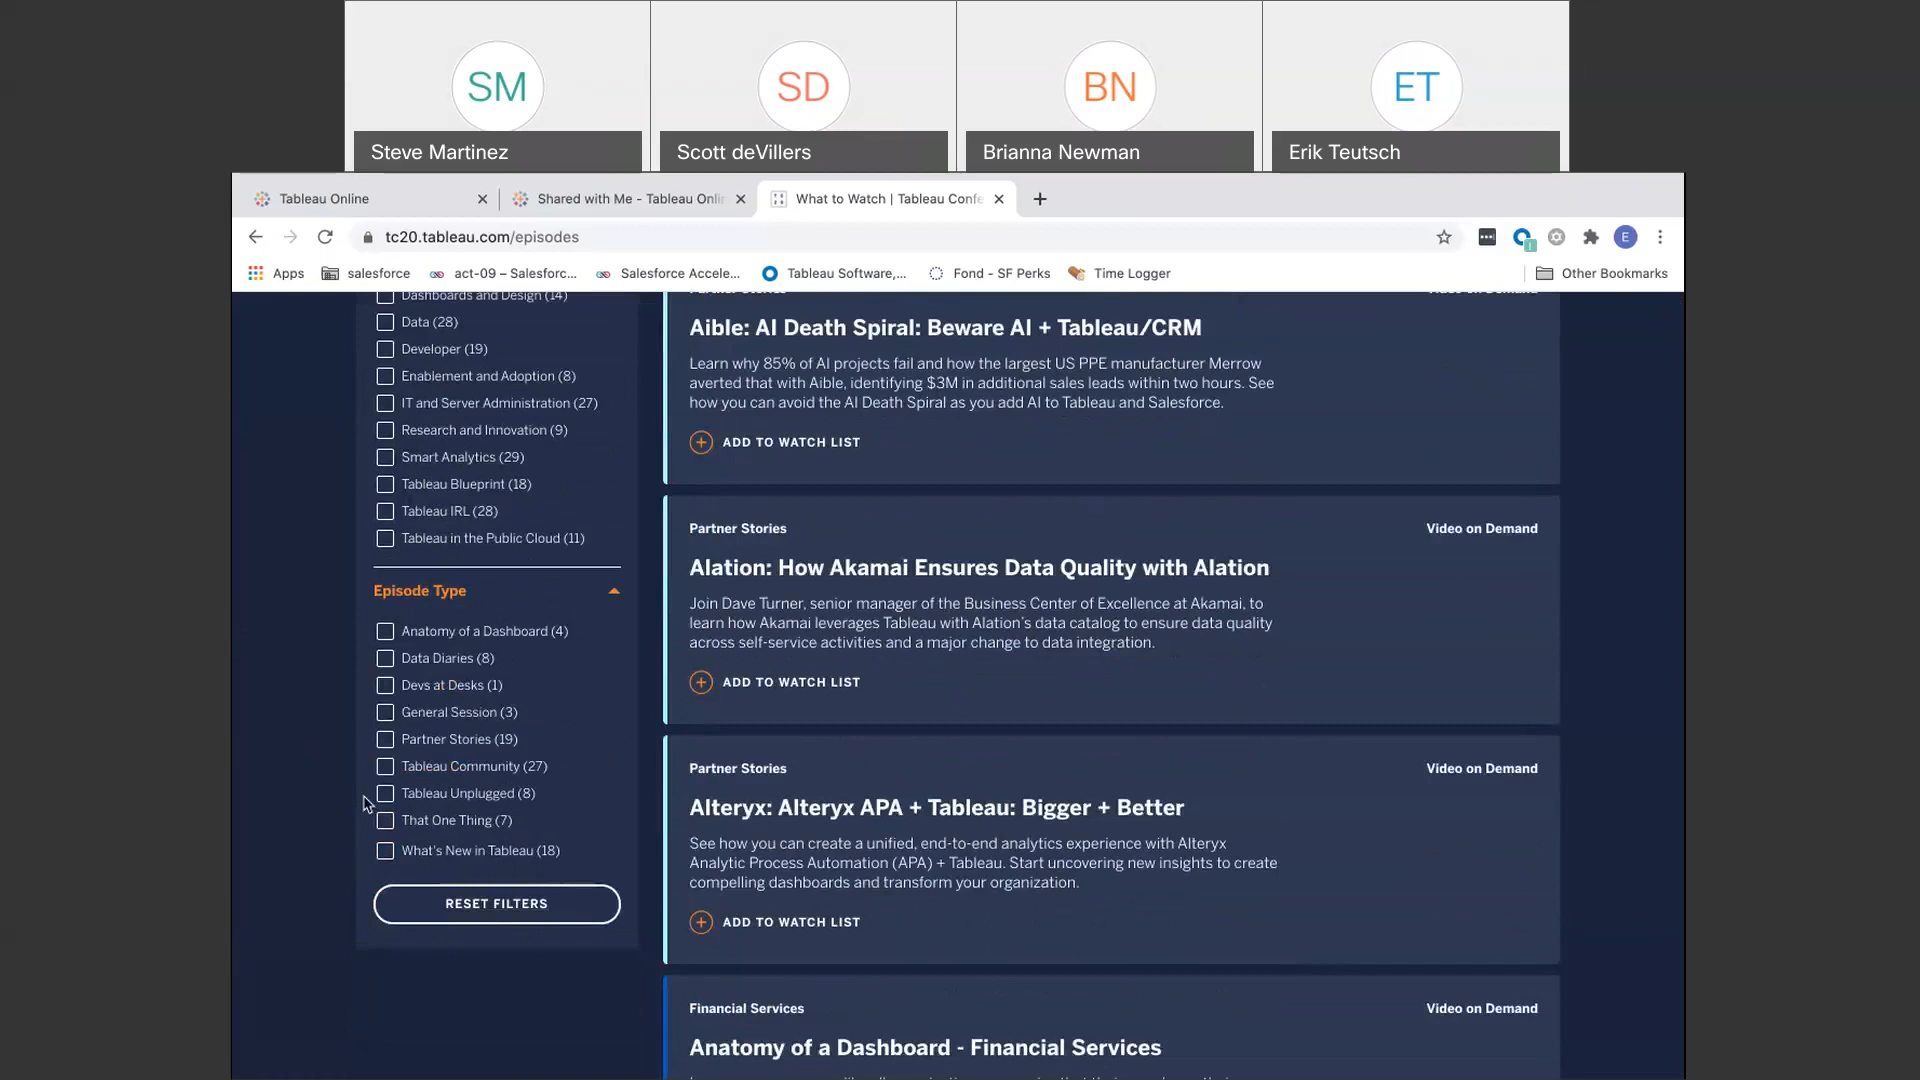 SM
SD
BN
ET
Steve Martinez
Scott deVillers
Brianna Newman
Erik Teutsch
Tableau Online
Shared with Me - Tableau Onli
What to Watch | Tableau Confe
tc20.tableau.com/episodes
E
Apps
salesforce
act-09 – Salesforc...
Salesforce Accele...
Tableau Software,...
Fond - SF Perks
Time Logger
Other Bookmarks
Dashboards and Design (14)
Data (28)
Developer (19)
Enablement and Adoption (8)
IT and Server Administration (27)
Research and Innovation (9)
Smart Analytics (29)
Tableau Blueprint (18)
Tableau IRL (28)
Tableau in the Public Cloud (11)
Episode Type
Anatomy of a Dashboard (4)
Data Diaries (8)
Devs at Desks (1)
General Session (3)
Partner Stories (19)
Tableau Community (27)
Tableau Unplugged (8)
That One Thing (7)
What's New in Tableau (18)
RESET FILTERS
Aible: AI Death Spiral: Beware AI + Tableau/CRM
Learn why 85% of AI projects fail and how the largest US PPE manufacturer Merrow
averted that with Aible, identifying $3M in additional sales leads within two hours. See
how you can avoid the AI Death Spiral as you add AI to Tableau and Salesforce.
ADD TO WATCH LIST
Partner Stories
Video on Demand
Alation: How Akamai Ensures Data Quality with Alation
Join Dave Turner, senior manager of the Business Center of Excellence at Akamai, to
learn how Akamai leverages Tableau with Alation's data catalog to ensure data quality
across self-service activities and a major change to data integration.
ADD TO WATCH LIST
Partner Stories
Video on Demand
Alteryx: Alteryx APA + Tableau: Bigger + Better
See how you can create a unified, end-to-end analytics experience with Alteryx
Analytic Process Automation (APA) + Tableau. Start uncovering new insights to create
compelling dashboards and transform your organization.
ADD TO WATCH LIST
Financial Services
Video on Demand
Anatomy of a Dashboard - Financial Services